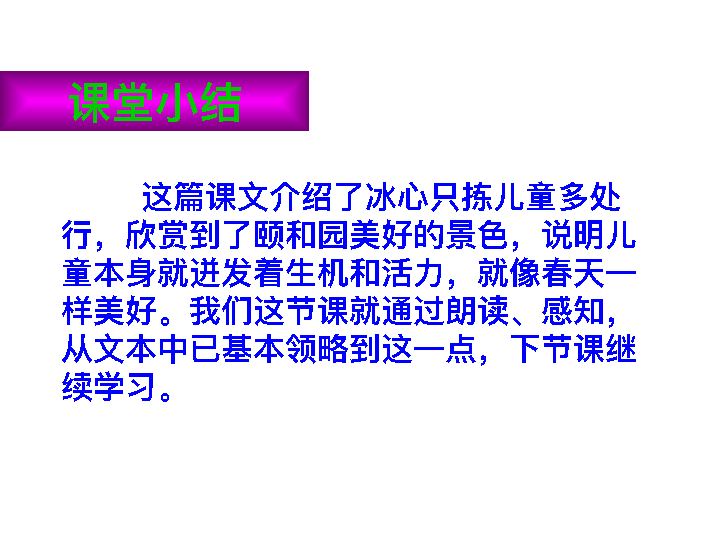 课堂小结
这篇课文介绍了冰心只拣儿童多处
行，欣赏到了颐和园美好的景色，说明儿
童本身就迸发着生机和活力，就像春天一
样美好。我们这节课就通过朗读、感知，
从文本中已基本领略到这一点，下节课继
续学习。